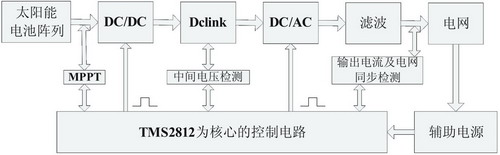 太阳能
电池阵列
DC/DC
Dclink
DC/AC
滤波
电网
MPPT
中间电压检测
输出电流及电网
同步检测
TMS2812为核心的控制电路
辅助电源